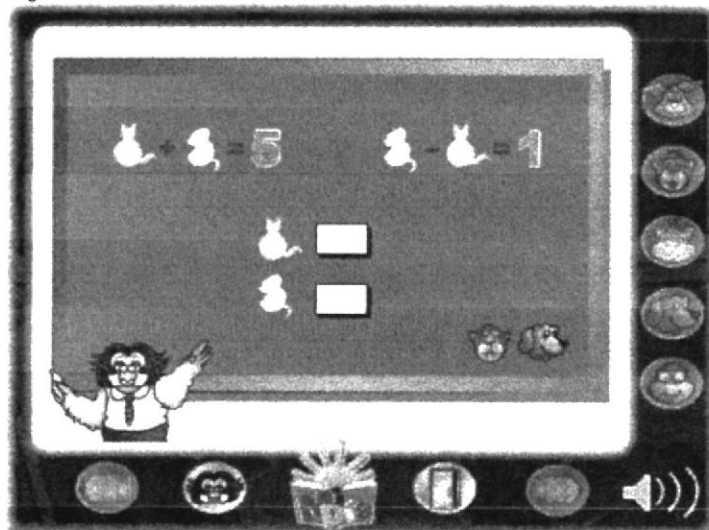 + = 5
- = 1